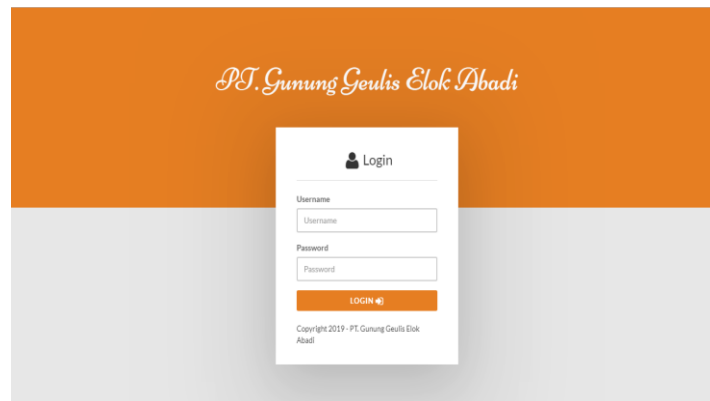 PT. Gunung Geulis Elok Abadi
Login
Username
Username
Password
Password
LOGIN
Copyright 2019 - PT. Gunung Geulis Elok
Abadi